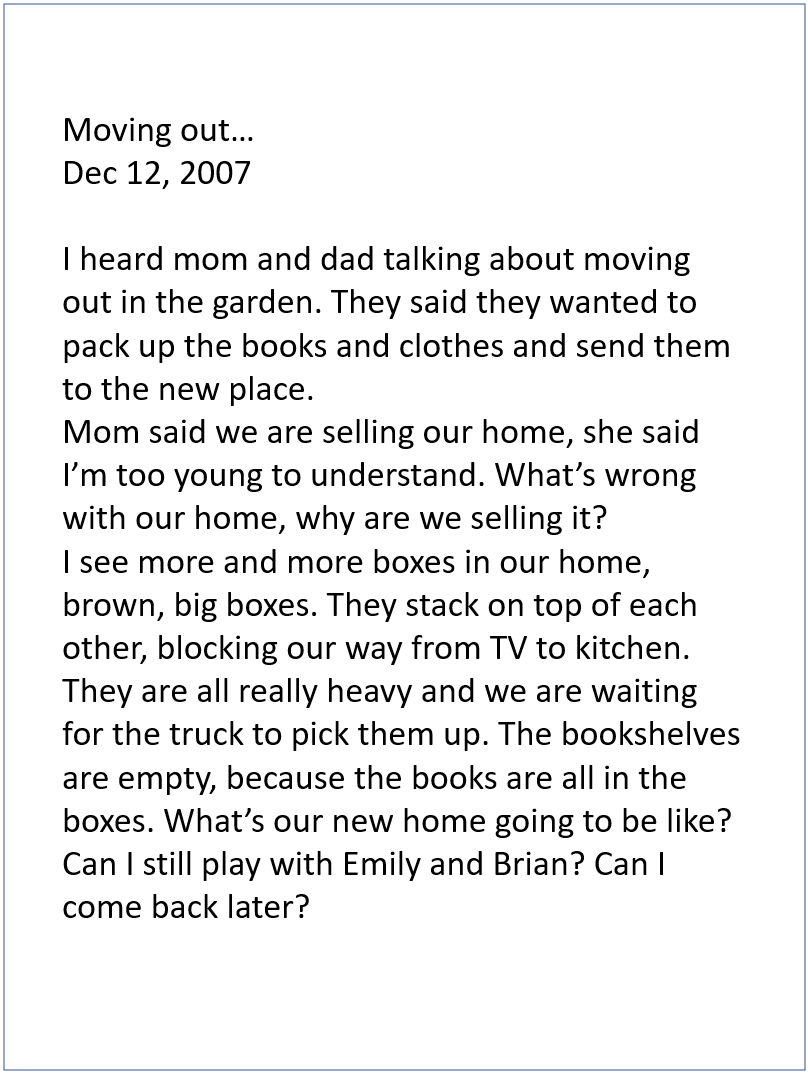 Moving out…
Dec 12, 2007
I heard mom and dad talking about moving
out in the garden. They said they wanted to
pack up the books and clothes and send them
to the new place.
Mom said we are selling our home, she said
I’m too young to understand. What’s wrong
with our home, why are we selling it?
I see more and more boxes in our home,
brown, big boxes. They stack on top of each
other, blocking our way from TV to kitchen.
They are all really heavy and we are waiting
for the truck to pick them up. The bookshelves
are empty, because the books are all in the
boxes. What’s our new home going to be like?
Can I still play with Emily and Brian? Can I
come back later?